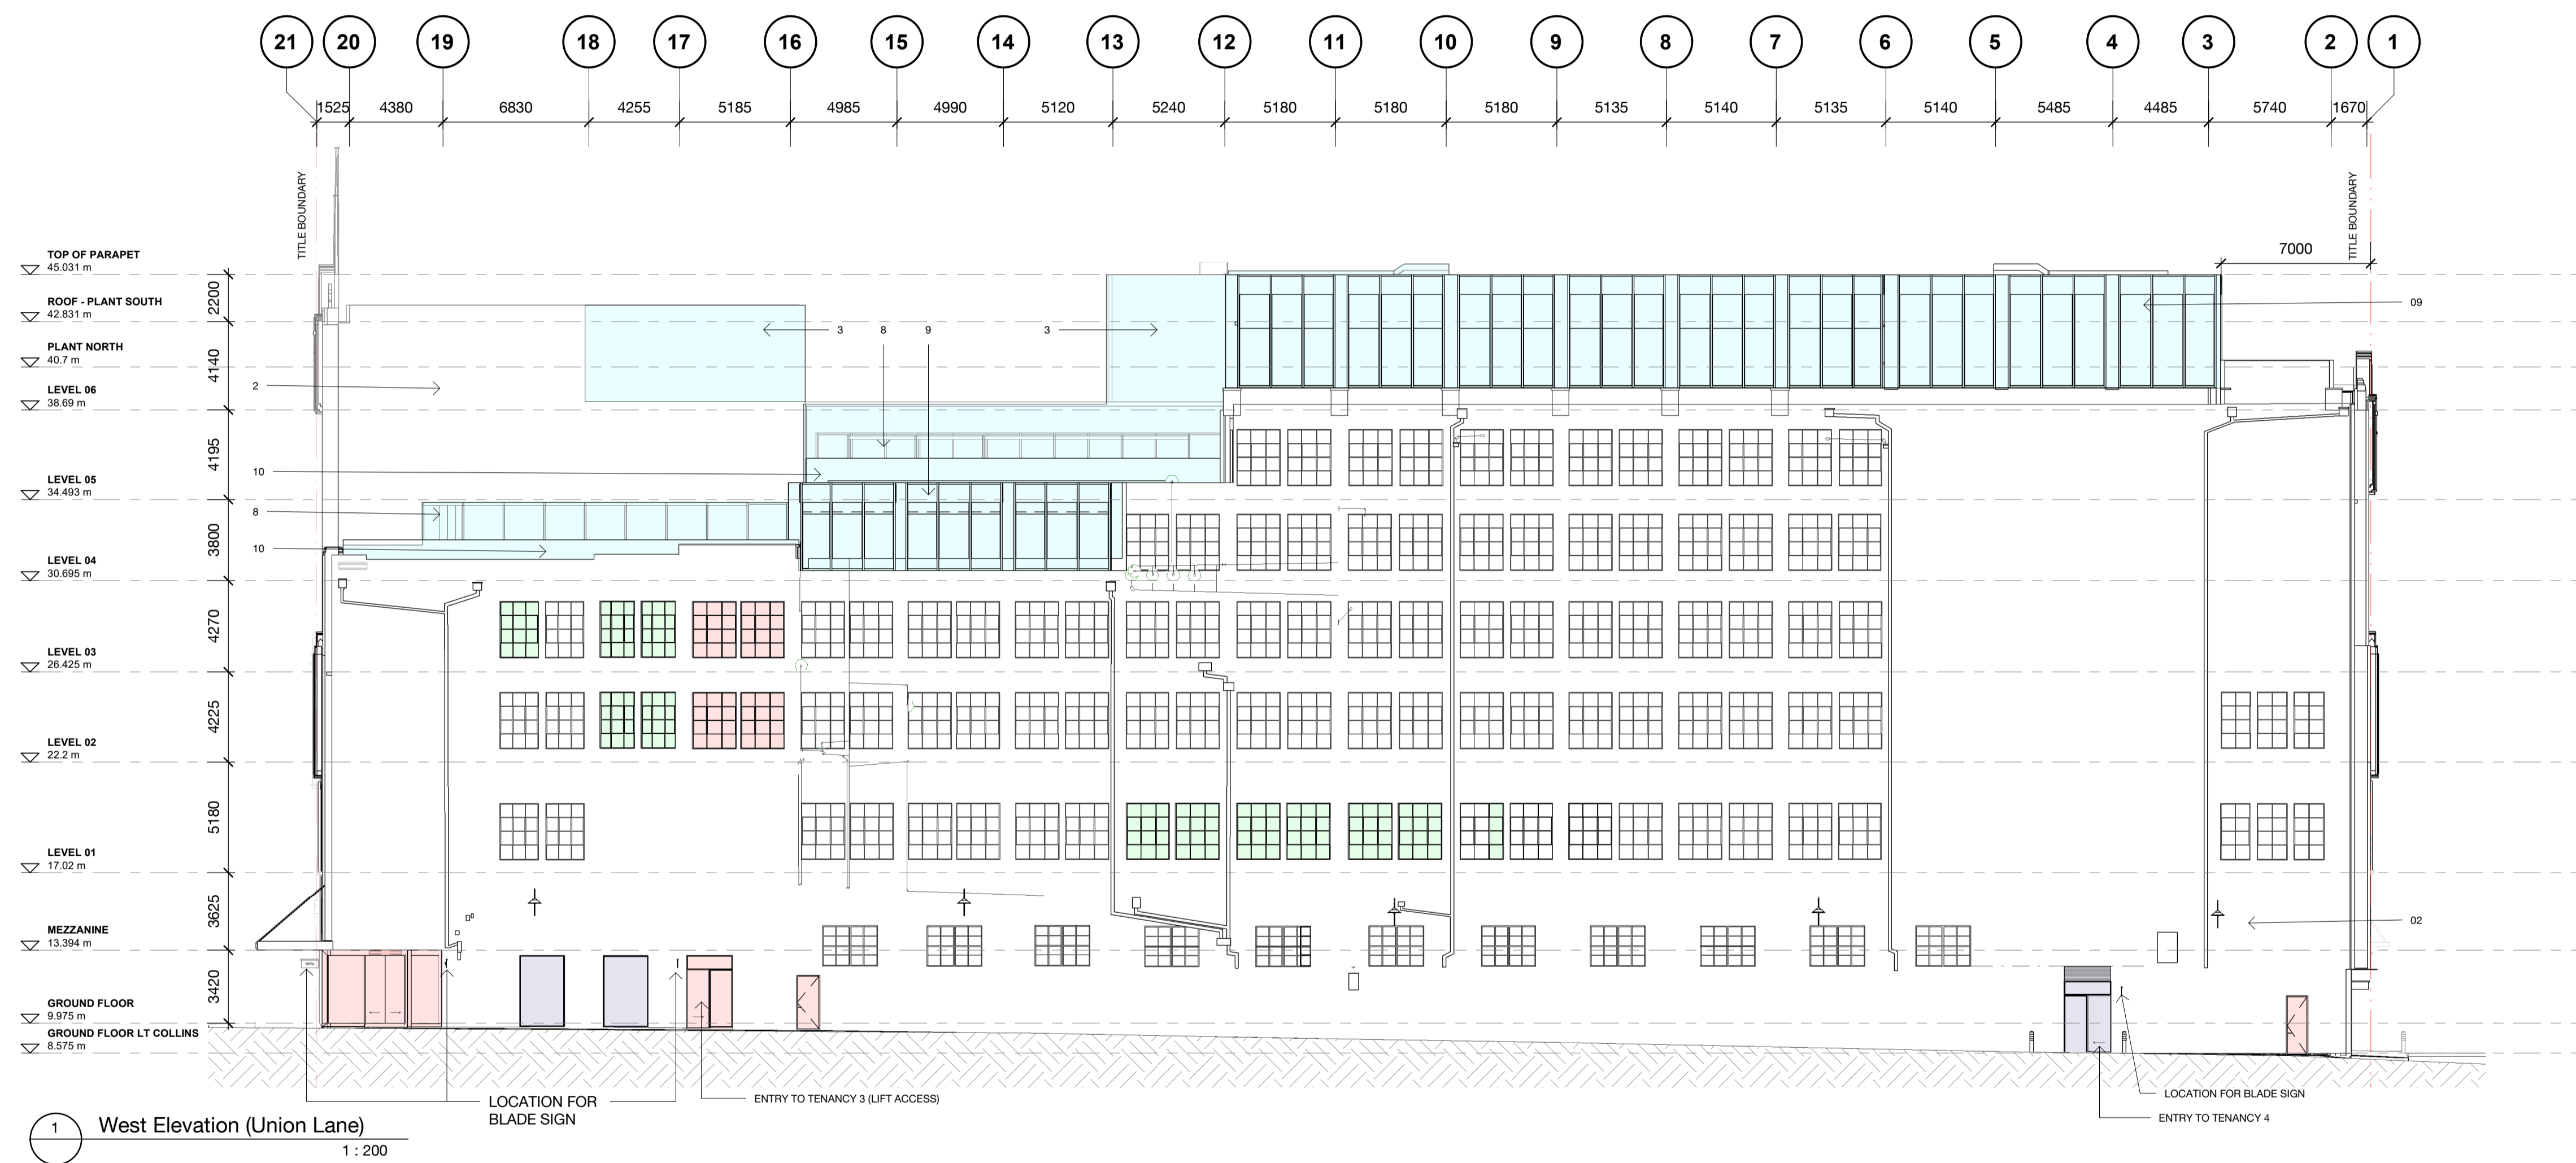 21 20 19 18 17 16 15 14 13 12 11 10 9 8 7 6 5 4 3 2 1
1525 4380 6830 4255 5185 4985 4990 5120 5240 5180 5180 5180 5135 5140 5135 5140 5485 4485 5740 1670
TITLE BOUNDARY
TITLE BOUNDARY
7000
TOP OF PARAPET
45.031 m
2200
ROOF - PLANT SOUTH
42.831 m
3 8 9 3 09
PLANT NORTH
40.7 m
4140
2
LEVEL 06
38.69 m
4195
10
LEVEL 05
34.493 m
8
3800
10
LEVEL 04
30.695 m
4270
LEVEL 03
26.425 m
4225
LEVEL 02
22.2 m
5180
LEVEL 01
17.02 m
3625
02
MEZZANINE
13.394 m
3420
GROUND FLOOR
9.975 m
GROUND FLOOR LT COLLINS
8.575 m
LOCATION FOR
BLADE SIGN
ENTRY TO TENANCY 3 (LIFT ACCESS)
LOCATION FOR BLADE SIGN
ENTRY TO TENANCY 4
1 West Elevation (Union Lane)
1 : 200